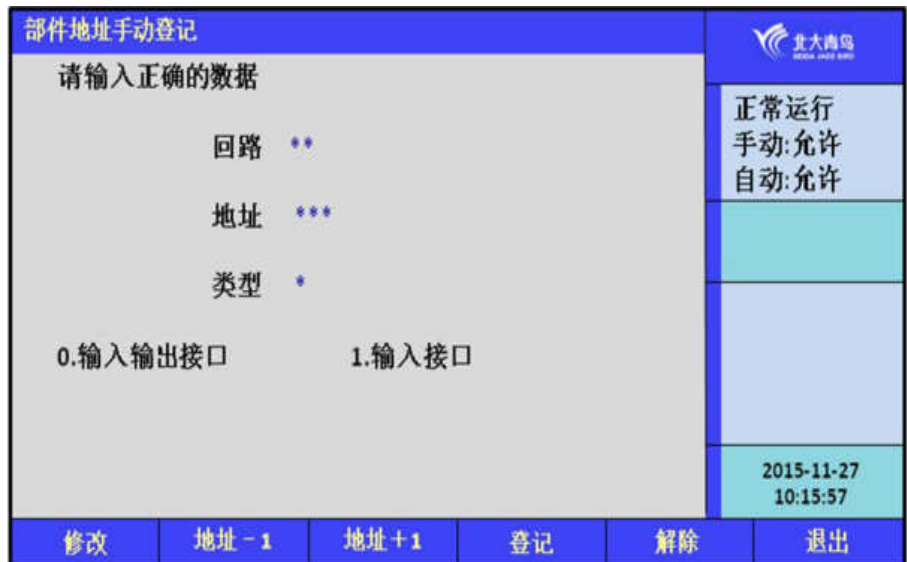 部件地址手动登记
北大青鸟
BEIDA JADE BIRD
请输入正确的数据
回路 **
地址 ***
类型 *
0.输入输出接口 1.输入接口
正常运行
手动:允许
自动:允许
2015-11-27
10:15:57
修改 地址-1 地址+1 登记 解除 退出